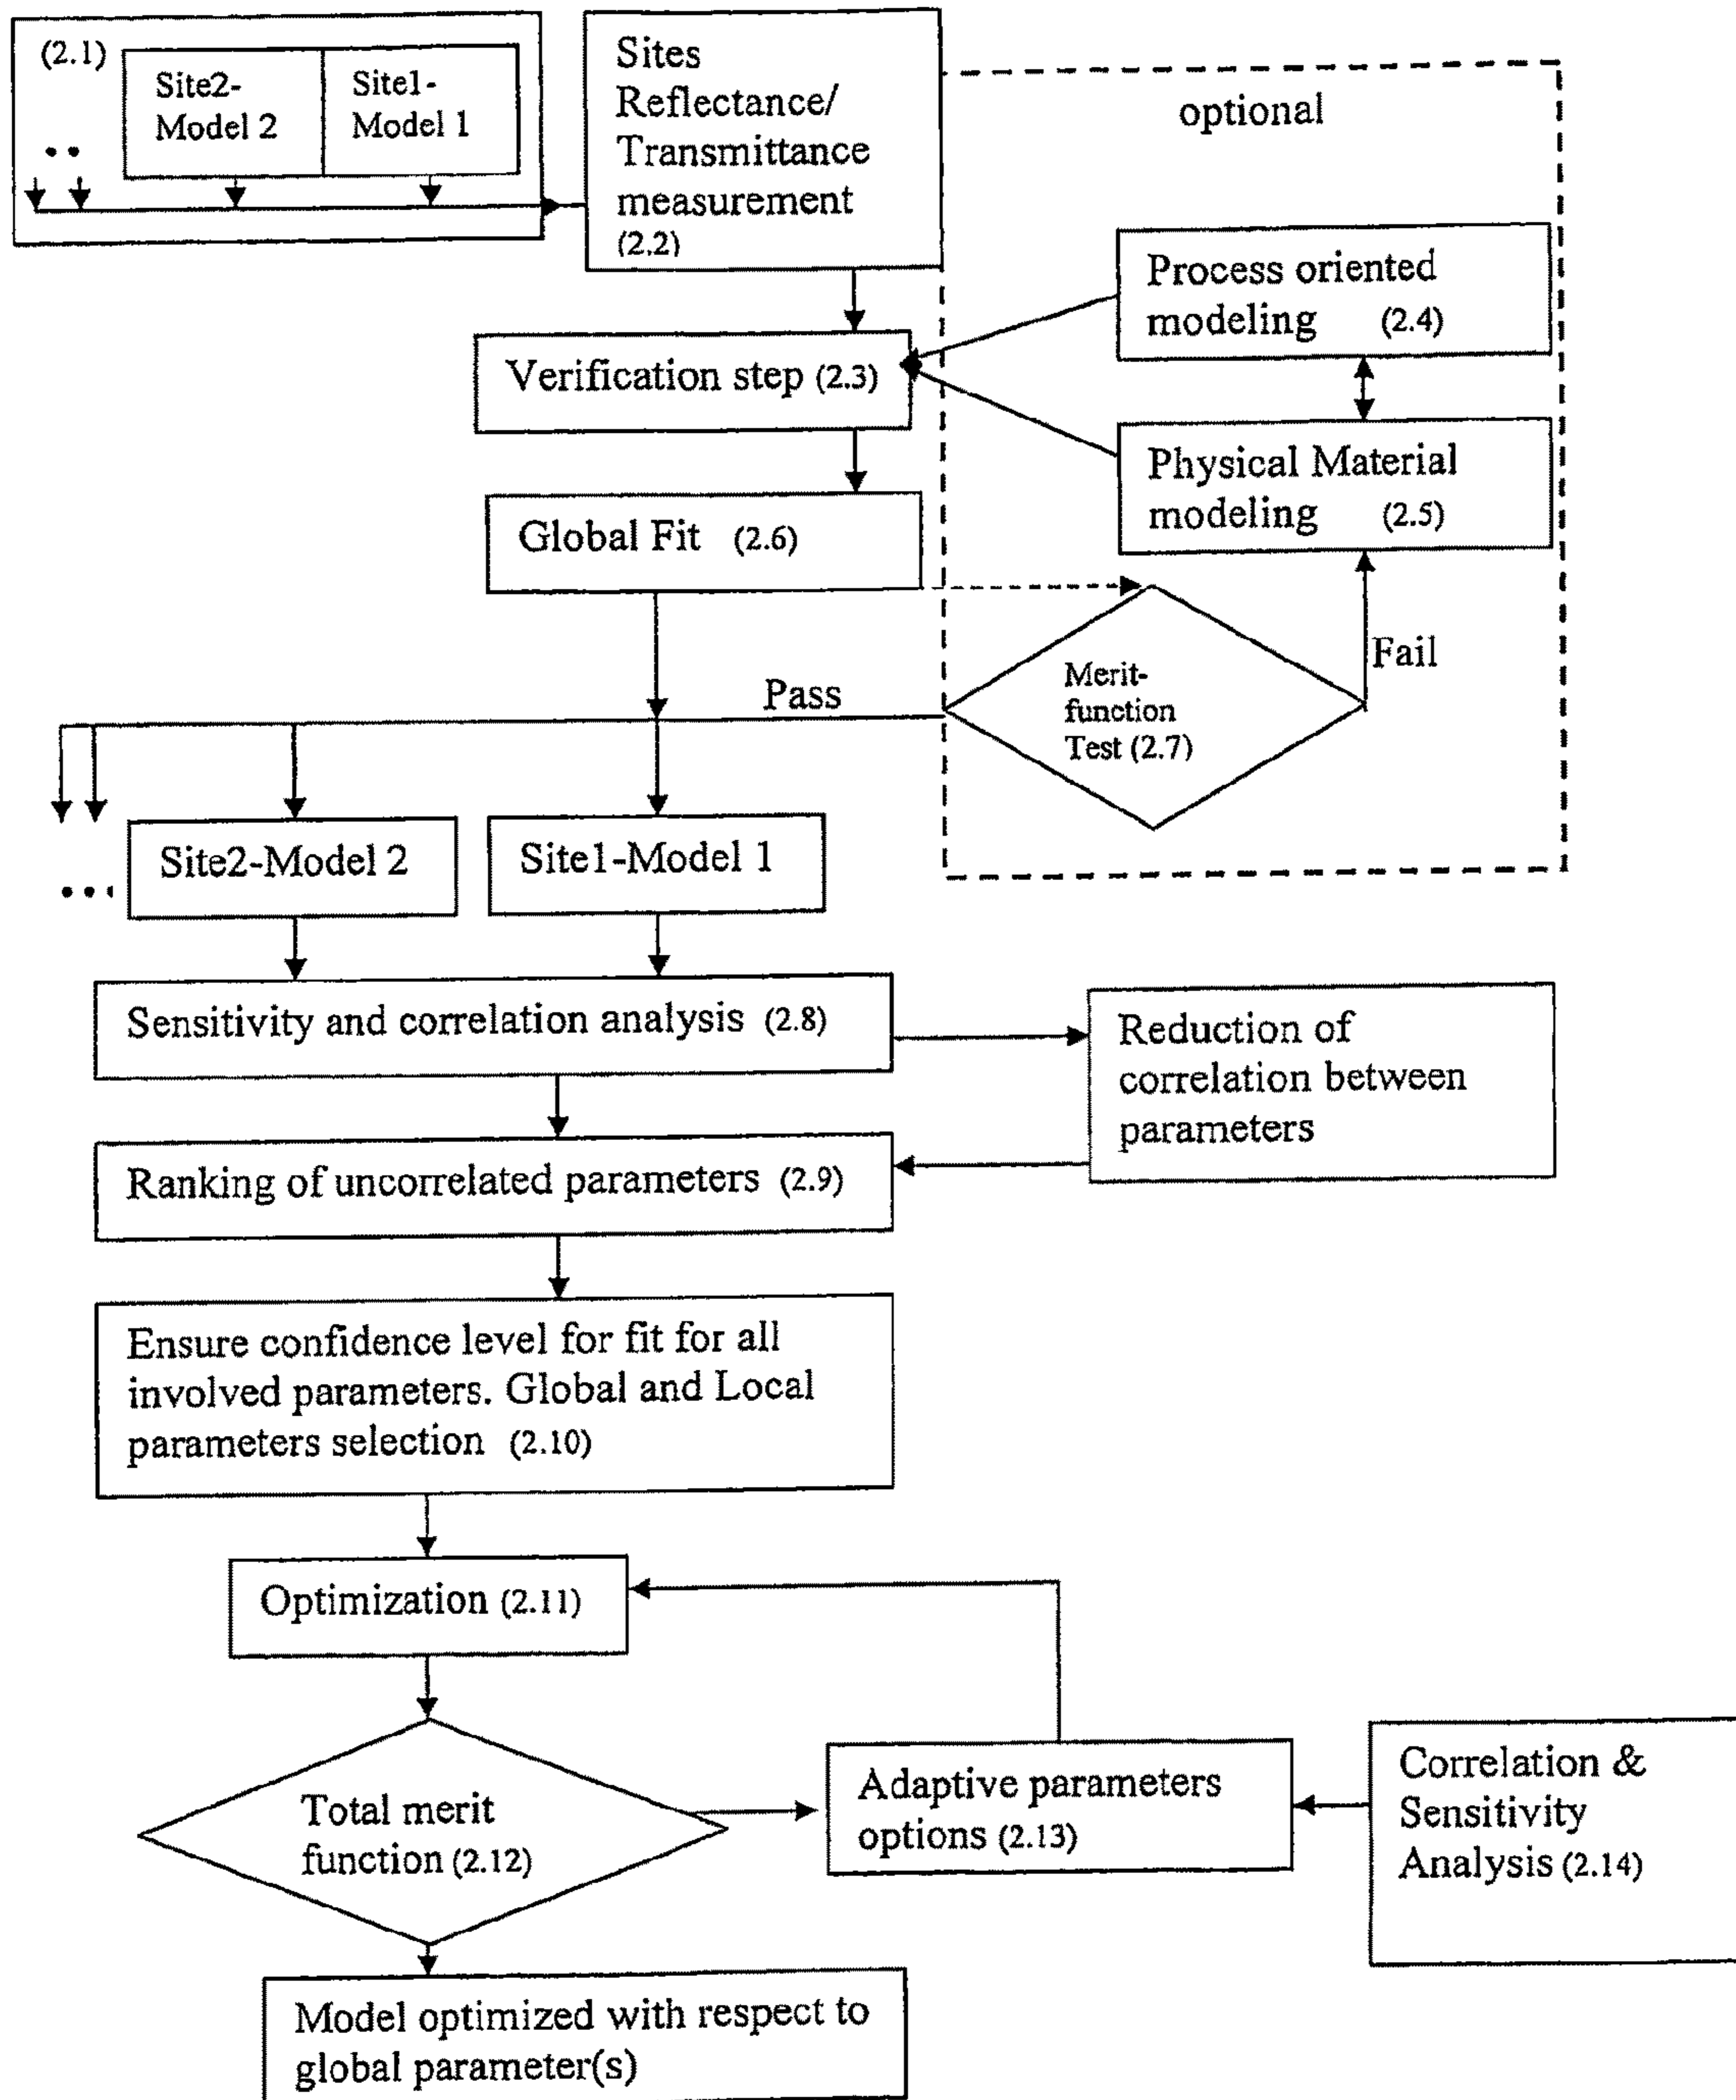 (2.1)
Site2-
Model 2
Site1-
Model 1
Sites
Reflectance/
Transmittance
measurement
(2.2)
optional
Process oriented
modeling (2.4)
Verification step (2.3)
Physical Material
modeling (2.5)
Global Fit (2.6)
Fail
Merit-
function
Test (2.7)
Pass
Site2-Model 2
Site1-Model 1
Sensitivity and correlation analysis (2.8)
Reduction of
correlation between
parameters
Ranking of uncorrelated parameters (2.9)
Ensure confidence level for fit for all
involved parameters. Global and Local
parameters selection (2.10)
Optimization (2.11)
Total merit
function (2.12)
Adaptive parameters
options (2.13)
Correlation &
Sensitivity
Analysis (2.14)
Model optimized with respect to
global parameter(s)